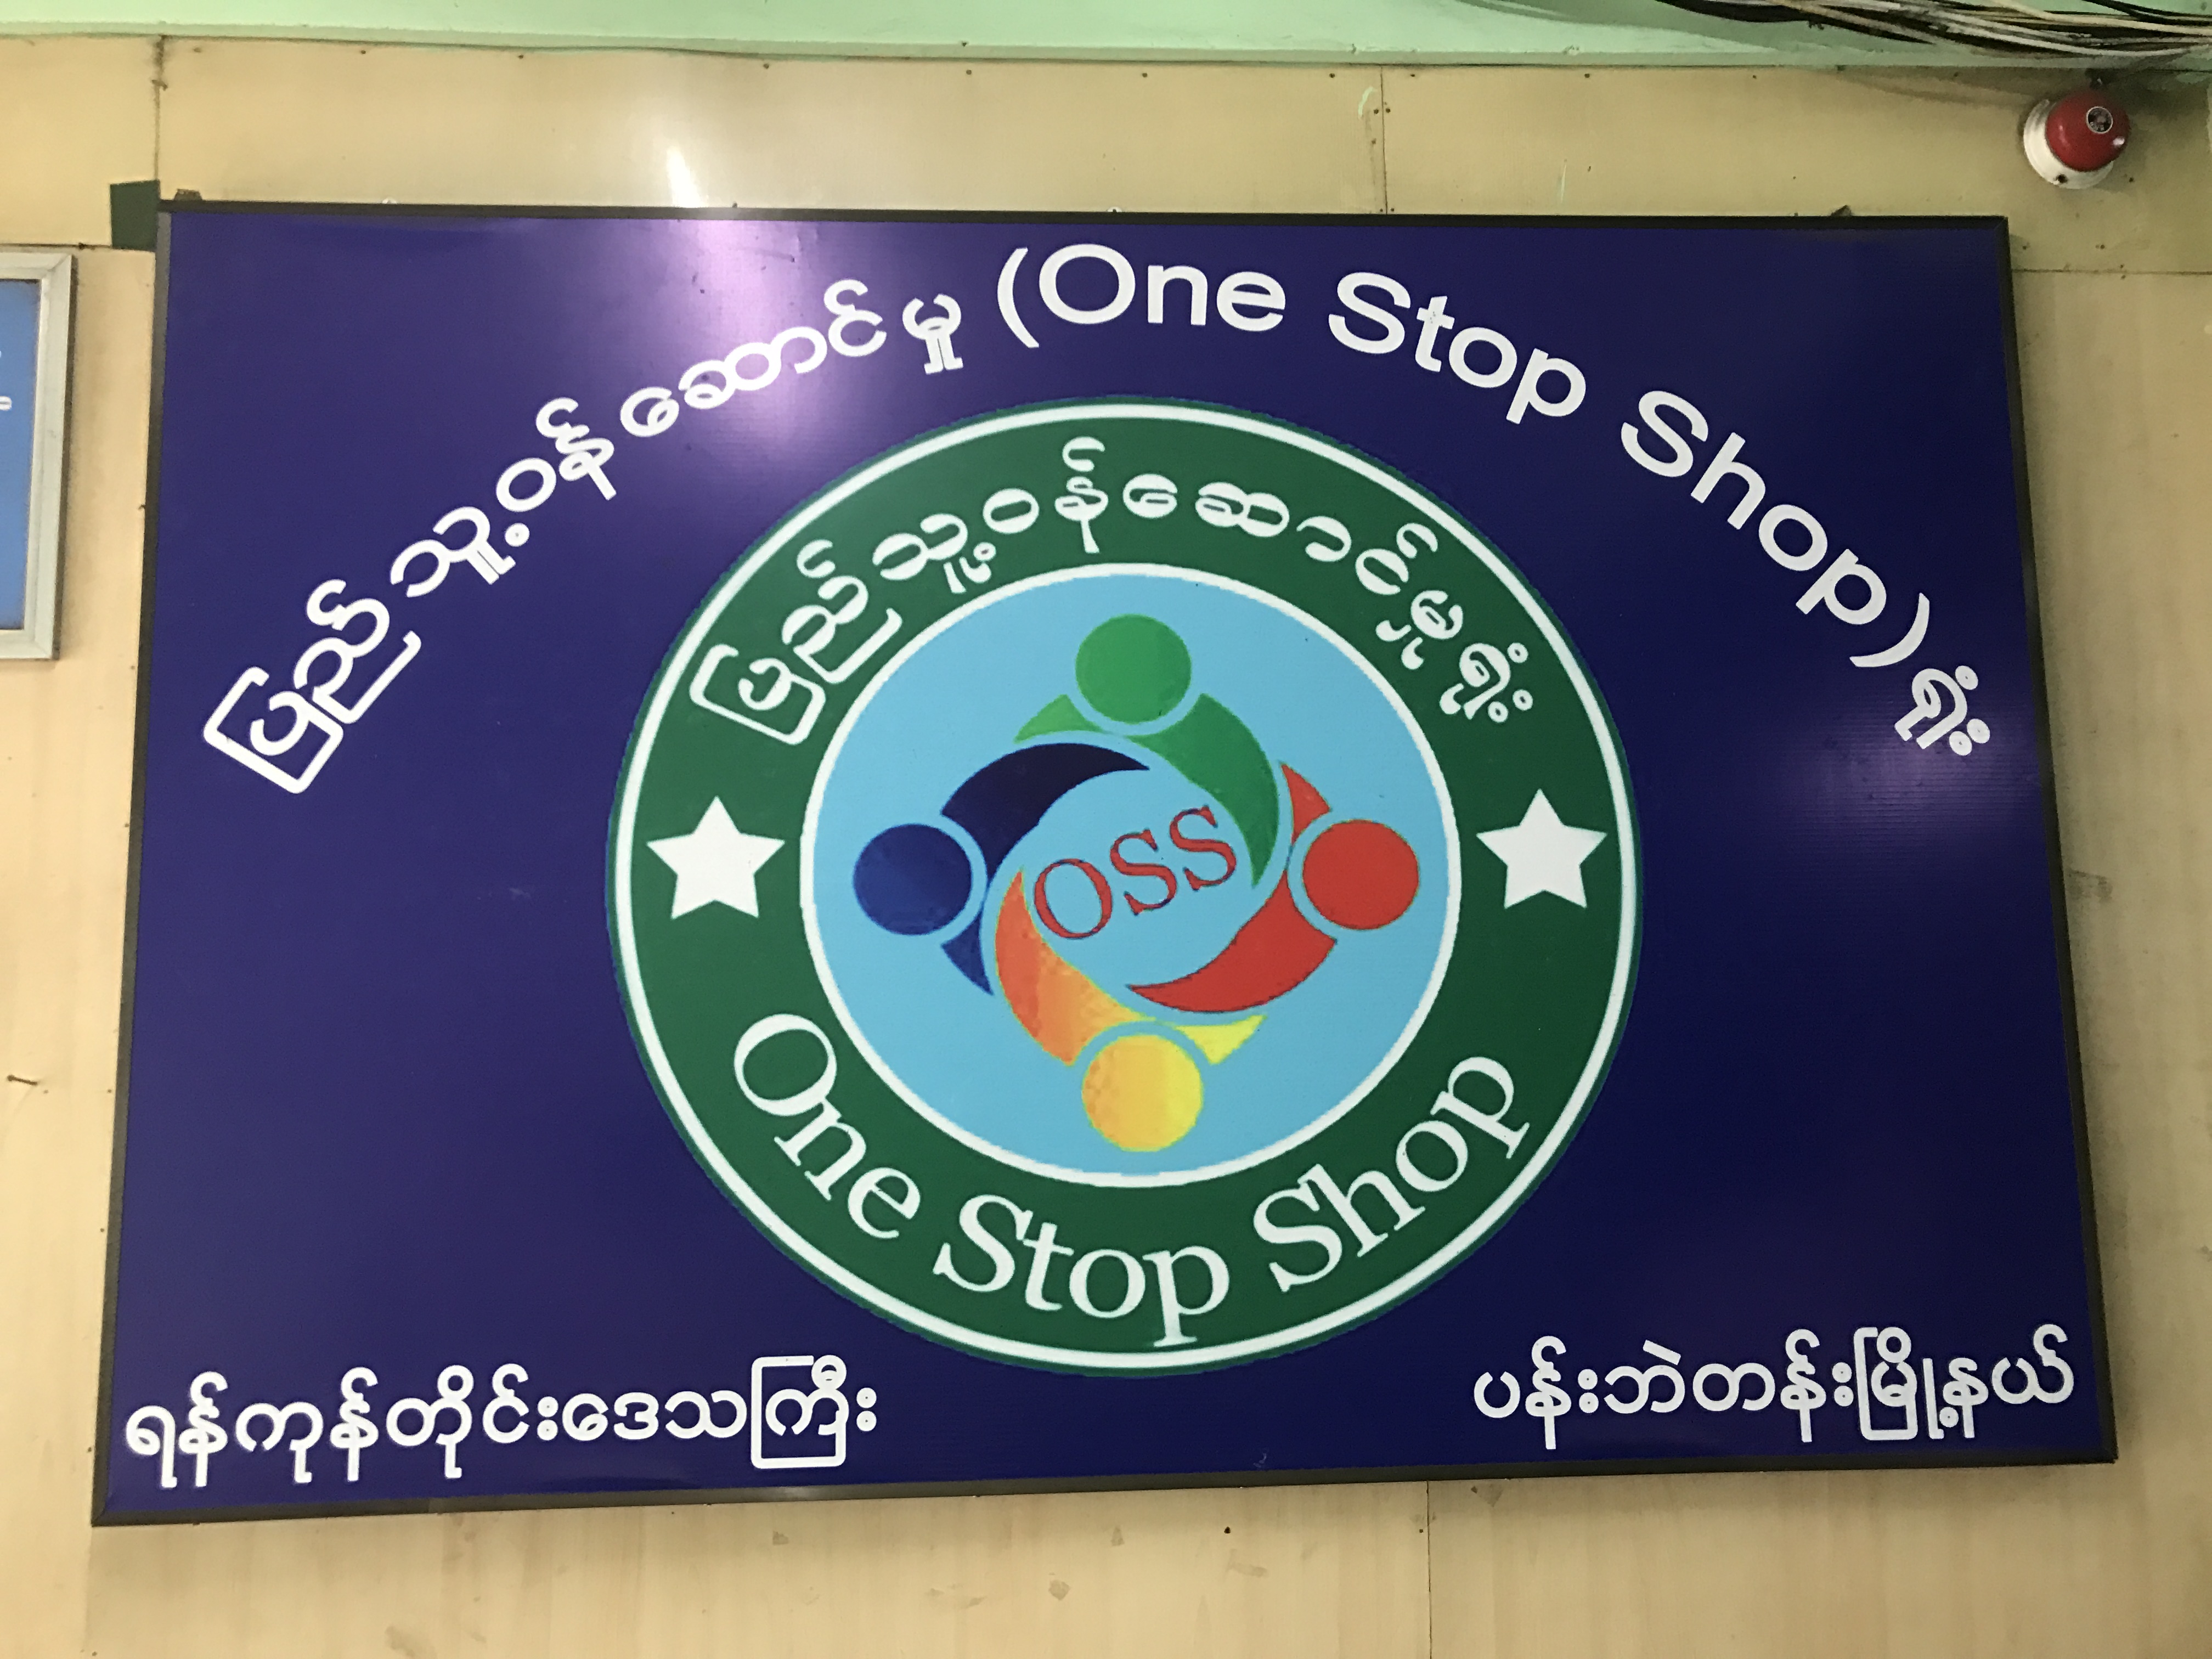 ပြည်သူ့ဝန်ဆောင်မှု (One Stop Shop) ရုံး
ပြည်သူ့ဝန်ဆောင်မှုရုံး
OSS
One Stop Shop
ရန်ကုန်တိုင်းဒေသကြီး
ပန်းဘဲတန်းမြို့နယ်